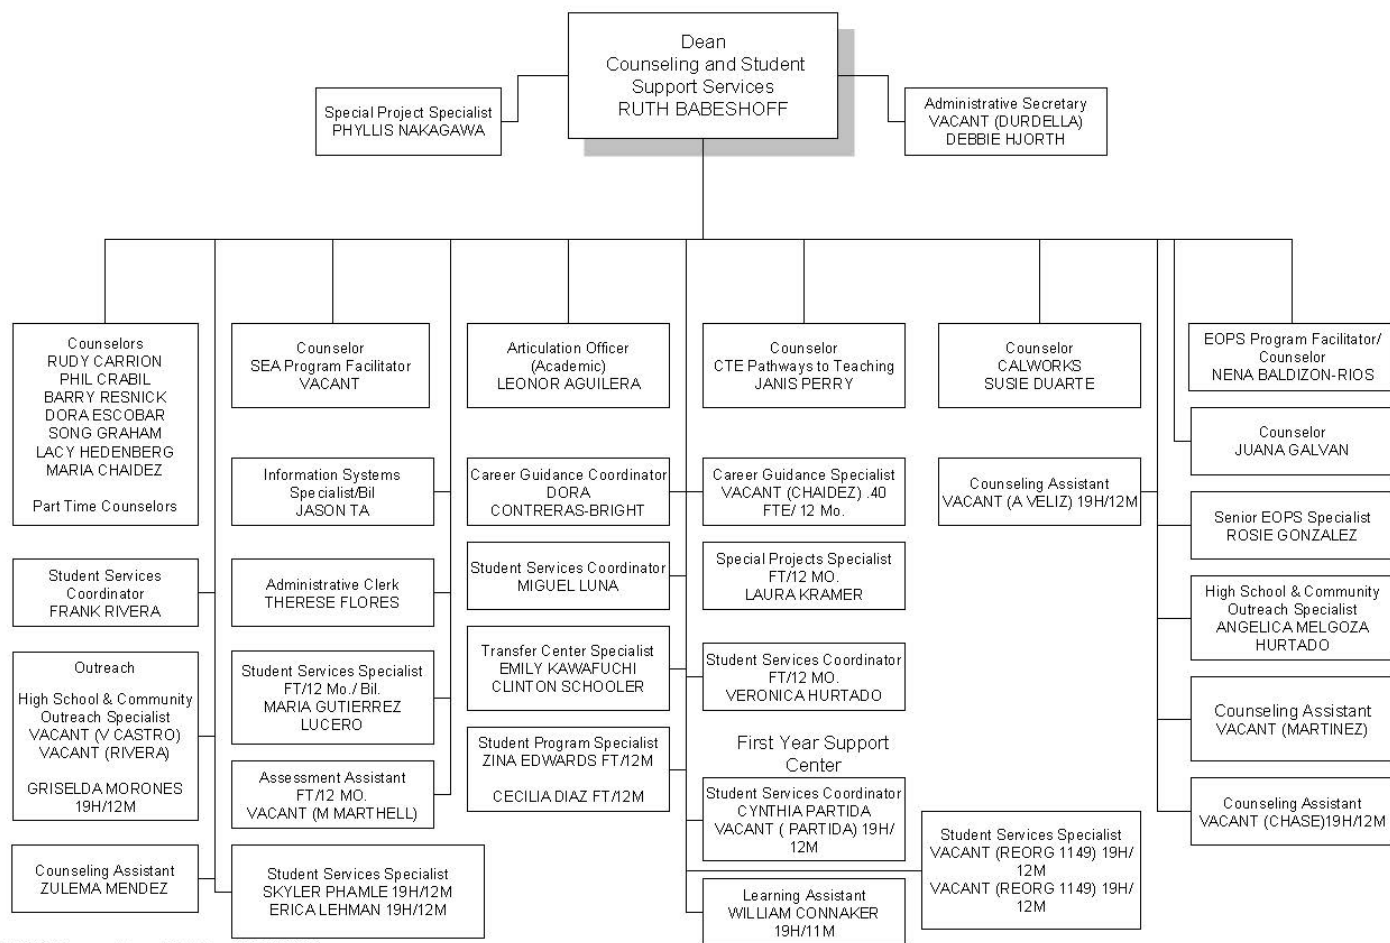 Dean
Counseling and Student
Support Services
RUTH BABESHOFF
Special Project Specialist
PHYLLIS NAKAGAWA
Administrative Secretary
VACANT (DURDELLA)
DEBBIE HJORTH
Counselors
RUDY CARRION
PHIL CRABIL
BARRY RESNICK
DORA ESCOBAR
SONG GRAHAM
LACY HEDENBERG
MARIA CHAIDEZ
Part Time Counselors
Counselor
SEA Program Facilitator
VACANT
Articulation Officer
(Academic)
LEONOR AGUILERA
Counselor
CTE Pathways to Teaching
JANIS PERRY
Counselor
CALWORKS
SUSIE DUARTE
EOPS Program Facilitator/
Counselor
NENA BALDIZON-RIOS
Counselor
JUANA GALVAN
Information Systems
Specialist/Bil
JASON TA
Career Guidance Coordinator
DORA
CONTRERAS-BRIGHT
Career Guidance Specialist
VACANT (CHAIDEZ) .40
FTE/ 12 Mo.
Counseling Assistant
VACANT (A VELIZ) 19H/12M
Senior EOPS Specialist
ROSIE GONZALEZ
Student Services
Coordinator
FRANK RIVERA
Administrative Clerk
THERESE FLORES
Student Services Coordinator
MIGUEL LUNA
Special Projects Specialist
FT/12 MO.
LAURA KRAMER
High School & Community
Outreach Specialist
ANGELICA MELGOZA
HURTADO
Outreach
High School & Community
Outreach Specialist
VACANT (V CASTRO)
VACANT (RIVERA)
GRISELDA MORONES
19H/12M
Student Services Specialist
FT/12 Mo./ Bil.
MARIA GUTIERREZ
LUCERO
Transfer Center Specialist
EMILY KAWAFUCHI
CLINTON SCHOOLER
Student Services Coordinator
FT/12 MO.
VERONICA HURTADO
Counseling Assistant
VACANT (MARTINEZ)
Assessment Assistant
FT/12 MO.
VACANT (M MARTHELL)
Student Program Specialist
ZINA EDWARDS FT/12M
CECILIA DIAZ FT/12M
First Year Support
Center
Student Services Coordinator
CYNTHIA PARTIDA
VACANT ( PARTIDA) 19H/
12M
Counseling Assistant
VACANT (CHASE)19H/12M
Counseling Assistant
ZULEMA MENDEZ
Student Services Specialist
SKYLER PHAMLE 19H/12M
ERICA LEHMAN 19H/12M
Student Services Specialist
VACANT (REORG 1149) 19H/
12M
VACANT (REORG 1149) 19H/
12M
Learning Assistant
WILLIAM CONNAKER
19H/11M